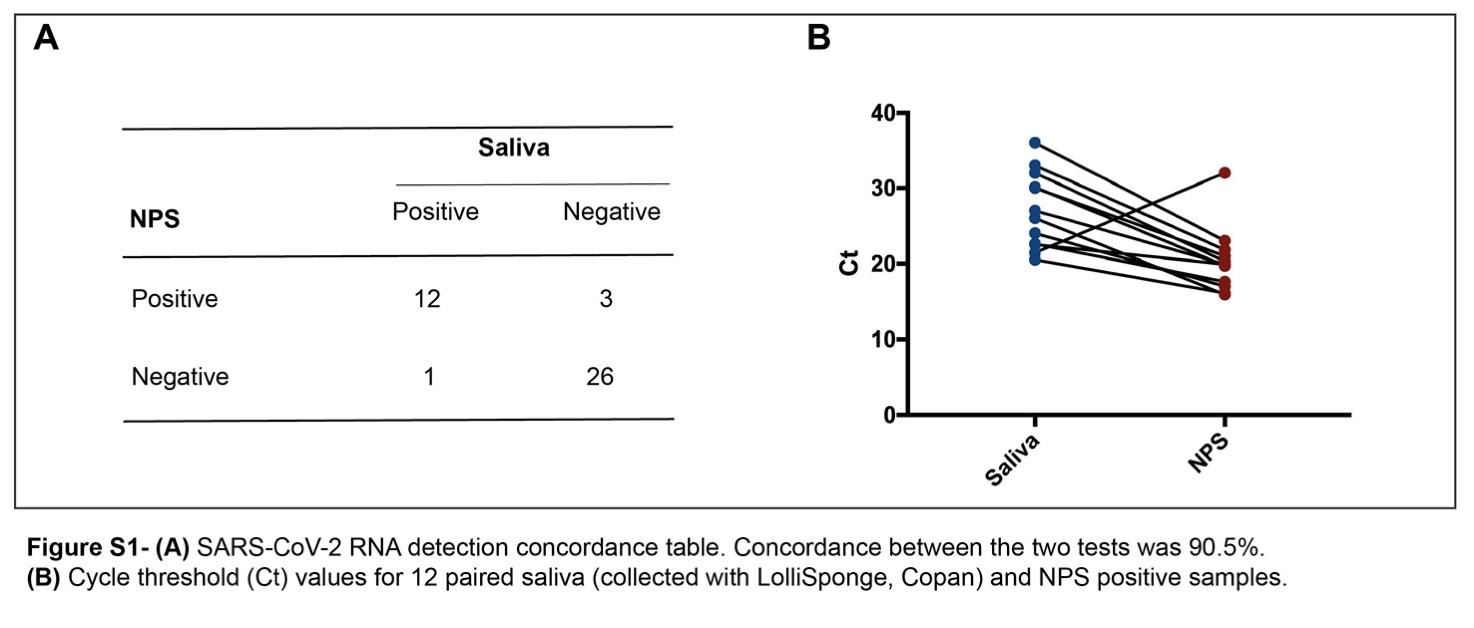 A
Saliva
NPS
Positive Negative
Positive 12 3
Negative 1 26
B
40
30
20
10
0
Ct
Saliva
NPS
Figure S1- (A) SARS-CoV-2 RNA detection concordance table. Concordance between the two tests was 90.5%.
(B) Cycle threshold (Ct) values for 12 paired saliva (collected with LolliSponge, Copan) and NPS positive samples.